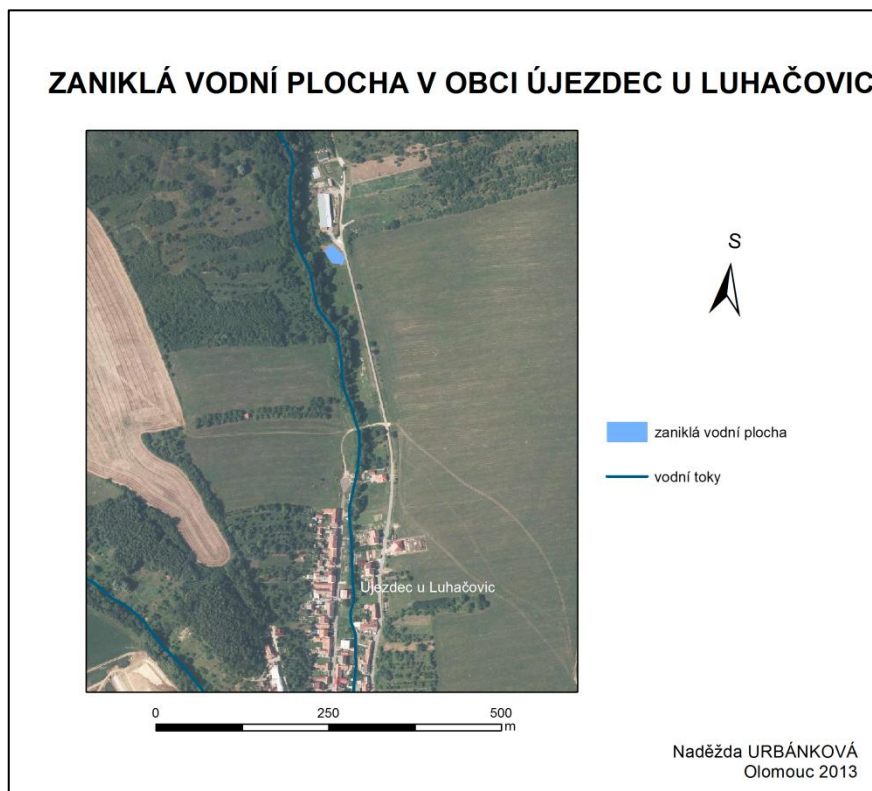 ZANIKLÁ VODNÍ PLOCHA V OBCI ÚJEZDEC U LUHAČOVIC
S
zaniklá vodní plocha
vodní toky
Újezdec u Luhačovic
0 250 500
m
Naděžda URBÁNKOVÁ
Olomouc 2013